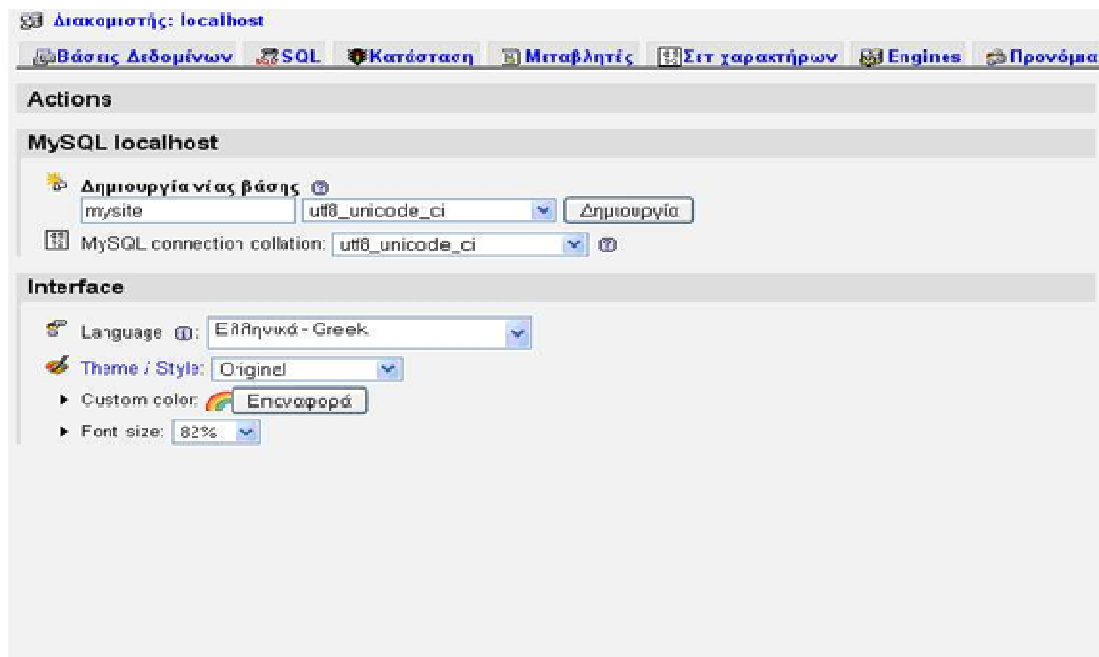 Διακομιστής: localhost
Βάσεις Δεδομένων SQL Κατάσταση Μεταβλητές Σετ χαρακτήρων Engines Προνόμια
Actions
MySQL localhost
Δημιουργία νέας βάσης
mysite utf8_unicode_ci Δημιουργία
MySQL connection collation: utf8_unicode_ci
Interface
Language: Ελληνικά - Greek
Theme / Style: Original
Custom color: Επαναφορά
Font size: 82%